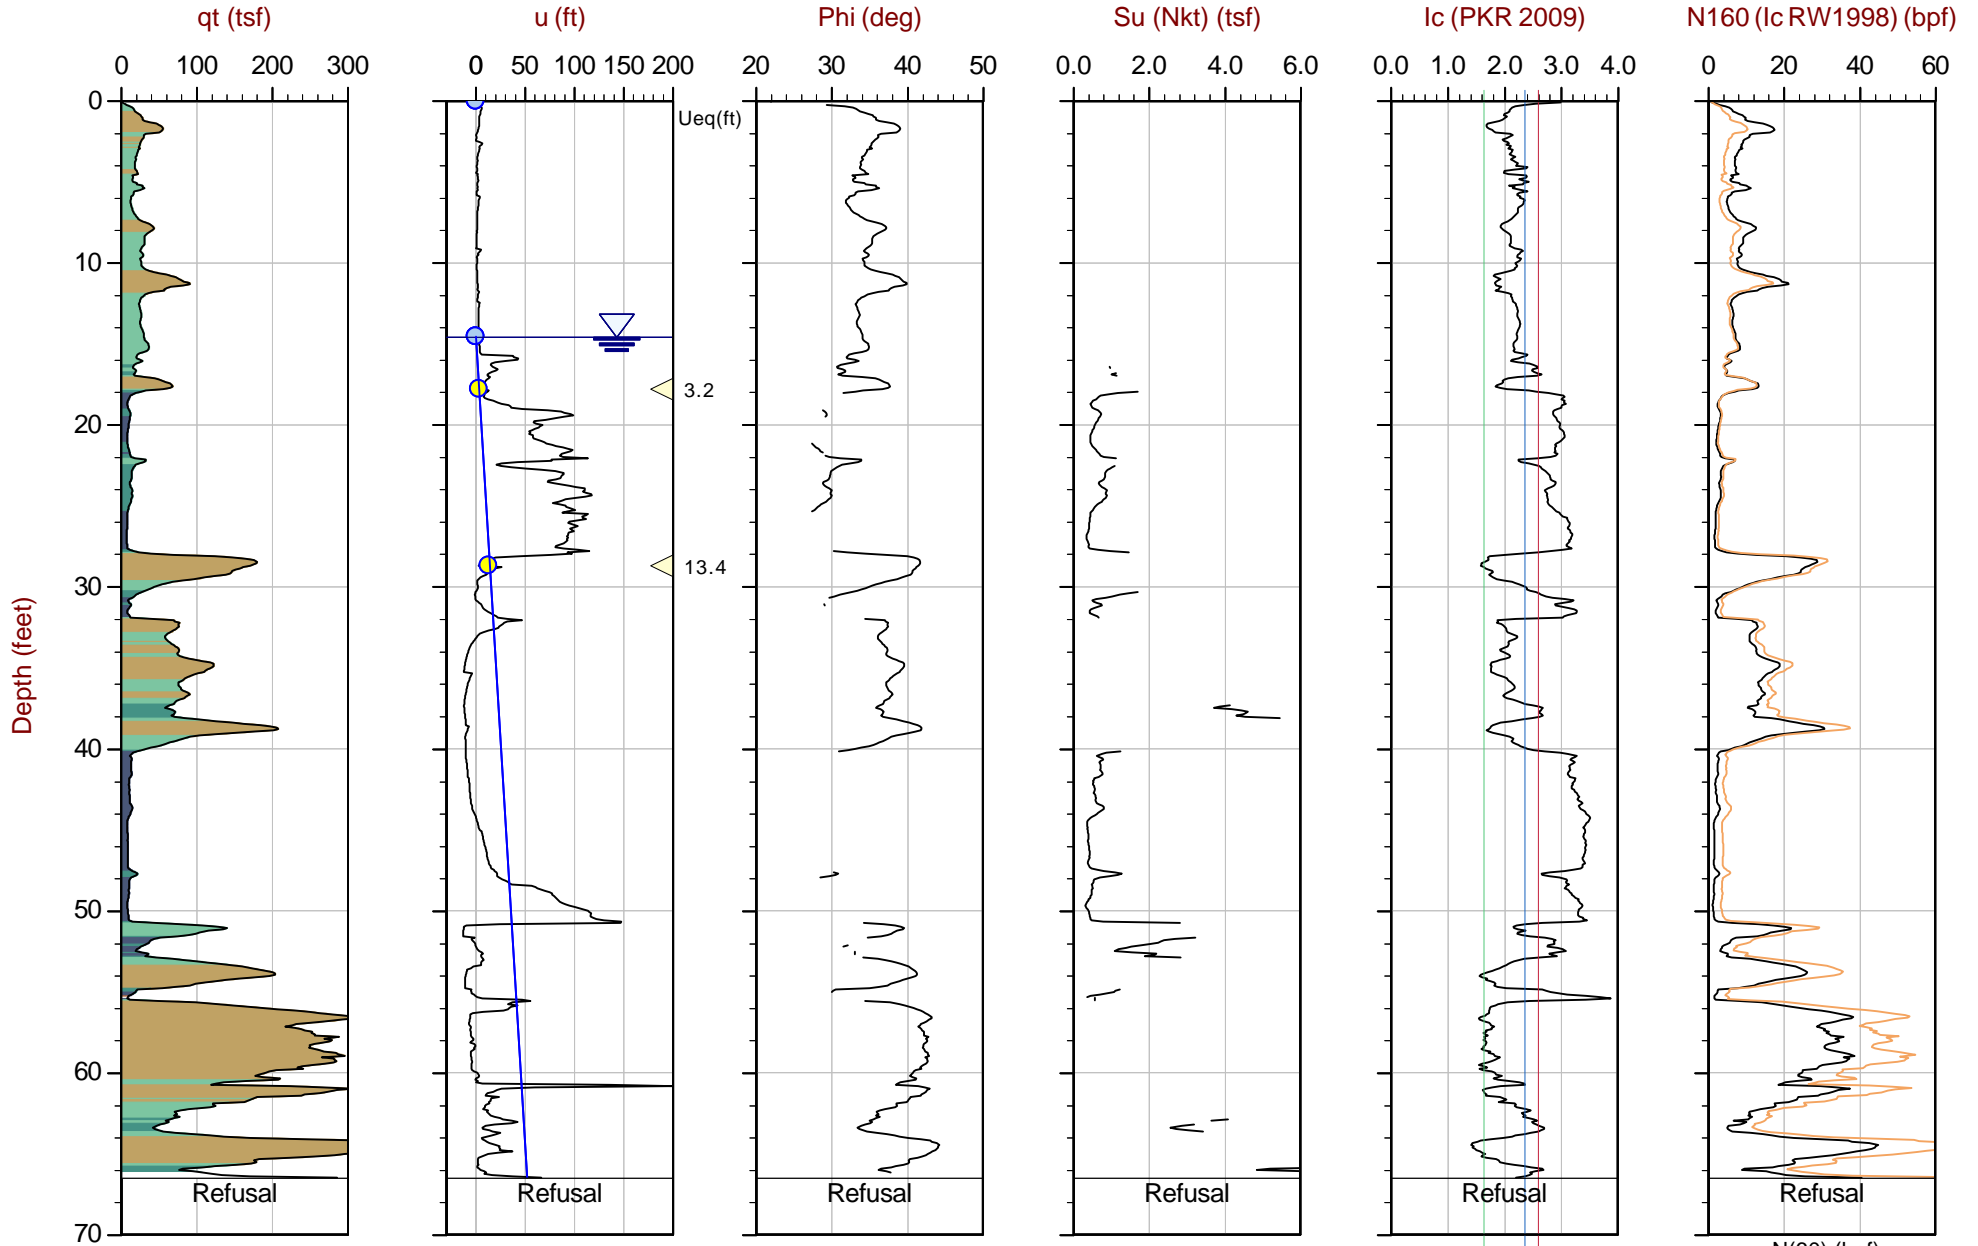 qt (tsf) u (ft) Phi (deg) Su (Nkt) (tsf) Ic (PKR 2009) N160 (Ic RW1998) (bpf)
0 100 200 300 0 50 100 150 200 20 30 40 50 0.0 2.0 4.0 6.0 0.0 1.0 2.0 3.0 4.0 0 20 40 60
0
Ueq(ft)
10
3.2
20
13.4
30
Depth (feet)
40
50
60
Refusal Refusal Refusal Refusal Refusal Refusal
70